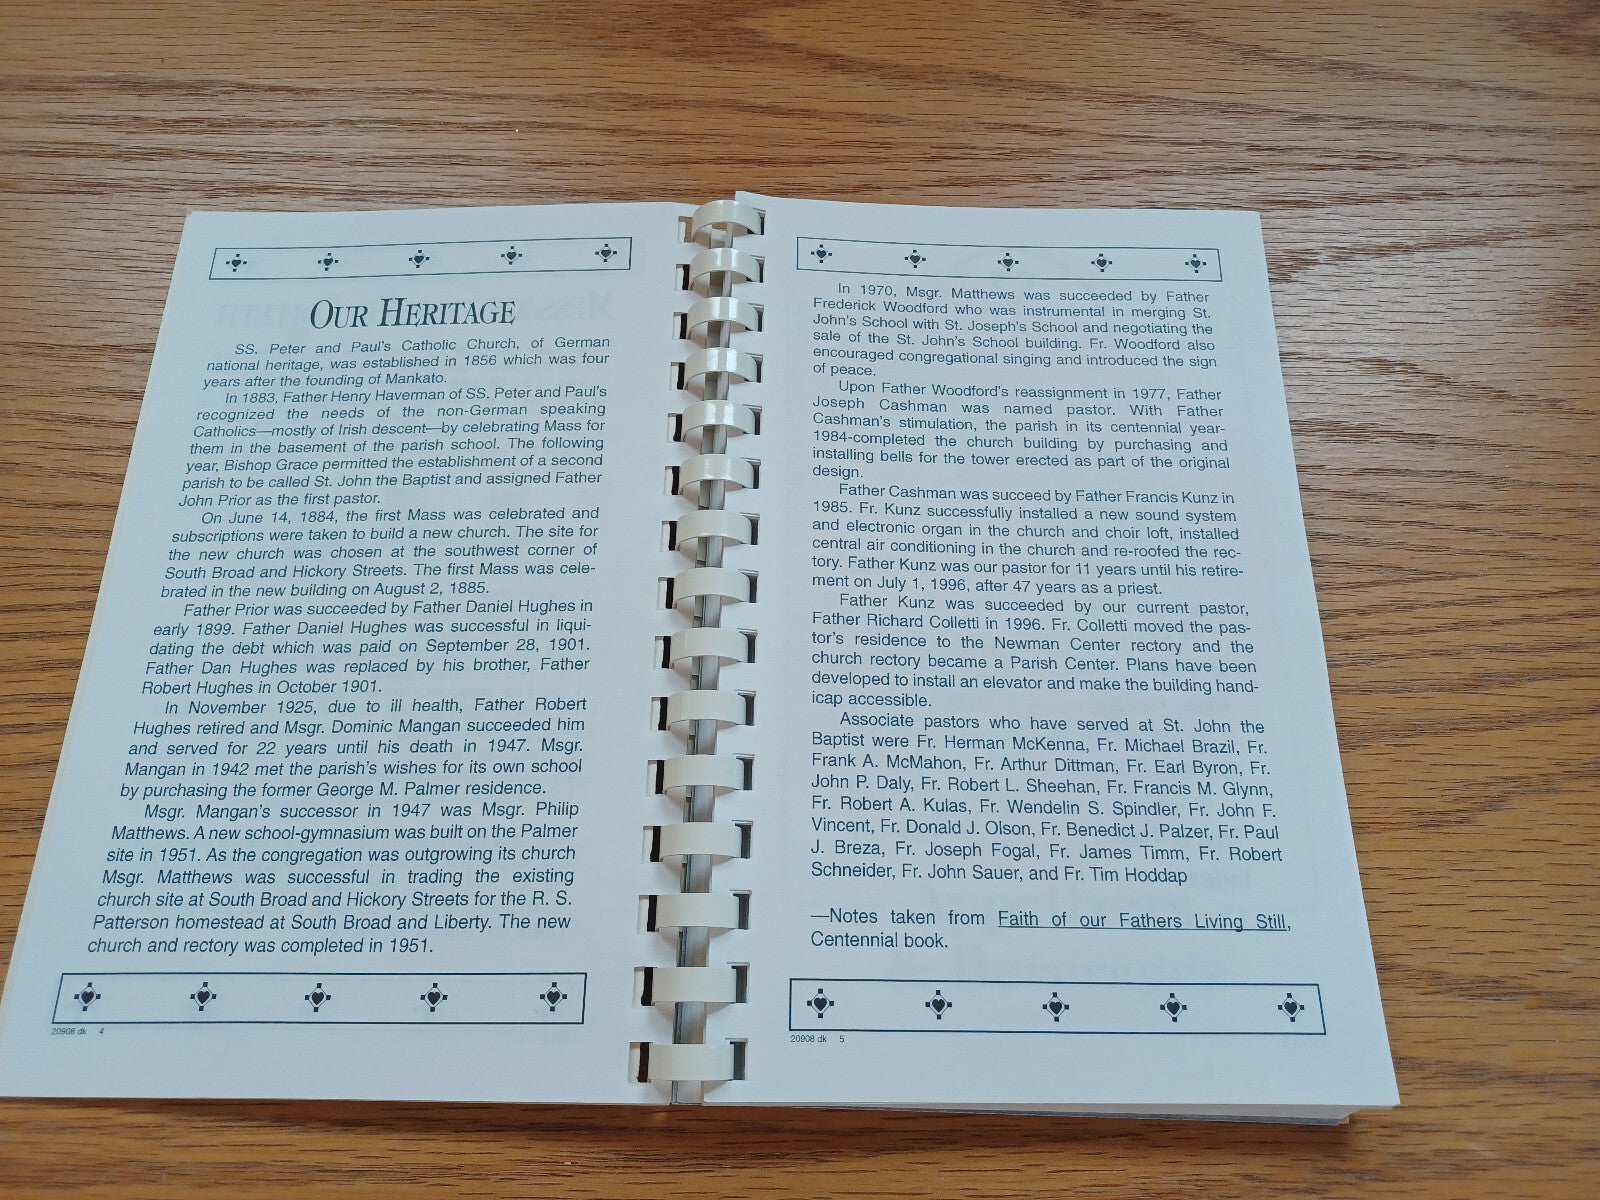 OUR HERITAGE
SS. Peter and Paul's Catholic Church, of German
national heritage, was established in 1856 which was four
years after the founding of Mankato.
In 1883, Father Henry Haverman of SS. Peter and Paul's
recognized the needs of the non-German speaking
Catholics—mostly of Irish descent—by celebrating Mass for
them in the basement of the parish school. The following
year, Bishop Grace permitted the establishment of a second
parish to be called St. John the Baptist and assigned Father
John Prior as the first pastor.
On June 14, 1884, the first Mass was celebrated and
subscriptions were taken to build a new church. The site for
the new church was chosen at the southwest corner of
South Broad and Hickory Streets. The first Mass was cele-
brated in the new building on August 2, 1885.
Father Prior was succeeded by Father Daniel Hughes in
early 1899. Father Daniel Hughes was successful in liqui-
dating the debt which was paid on September 28, 1901.
Father Dan Hughes was replaced by his brother, Father
Robert Hughes in October 1901.
In November 1925, due to ill health, Father Robert
Hughes retired and Msgr. Dominic Mangan succeeded him
and served for 22 years until his death in 1947. Msgr.
Mangan in 1942 met the parish's wishes for its own school
by purchasing the former George M. Palmer residence.
Msgr. Mangan's successor in 1947 was Msgr. Philip
Matthews. A new school-gymnasium was built on the Palmer
site in 1951. As the congregation was outgrowing its church
Msgr. Matthews was successful in trading the existing
church site at South Broad and Hickory Streets for the R. S.
Patterson homestead at South Broad and Liberty. The new
church and rectory was completed in 1951.
20908 dk 4
In 1970, Msgr. Matthews was succeeded by Father
Frederick Woodford who was instrumental in merging St.
John's School with St. Joseph's School and negotiating the
sale of the St. John's School building. Fr. Woodford also
encouraged congregational singing and introduced the sign
of peace.
Upon Father Woodford's reassignment in 1977, Father
Joseph Cashman was named pastor. With Father
Cashman's stimulation, the parish in its centennial year-
1984-completed the church building by purchasing and
installing bells for the tower erected as part of the original
design.
Father Cashman was succeed by Father Francis Kunz in
1985. Fr. Kunz successfully installed a new sound system
and electronic organ in the church and choir loft, installed
central air conditioning in the church and re-roofed the rec-
tory. Father Kunz was our pastor for 11 years until his retire-
ment on July 1, 1996, after 47 years as a priest.
Father Kunz was succeeded by our current pastor,
Father Richard Colletti in 1996. Fr. Colletti moved the pas-
tor's residence to the Newman Center rectory and the
church rectory became a Parish Center. Plans have been
developed to install an elevator and make the building hand-
icap accessible.
Associate pastors who have served at St. John the
Baptist were Fr. Herman McKenna, Fr. Michael Brazil, Fr.
Frank A. McMahon, Fr. Arthur Dittman, Fr. Earl Byron, Fr.
John P. Daly, Fr. Robert L. Sheehan, Fr. Francis M. Glynn,
Fr. Robert A. Kulas, Fr. Wendelin S. Spindler, Fr. John F.
Vincent, Fr. Donald J. Olson, Fr. Benedict J. Palzer, Fr. Paul
J. Breza, Fr. Joseph Fogal, Fr. James Timm, Fr. Robert
Schneider, Fr. John Sauer, and Fr. Tim Hoddap
—Notes taken from Faith of our Fathers Living Still,
Centennial book.
20908 dk 5